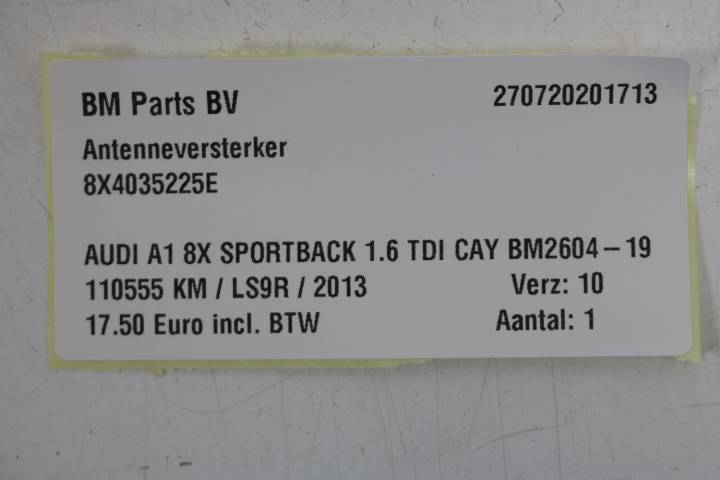 BM Parts BV 270720201713
Antenneversterker
8X4035225E
AUDI A1 8X SPORTBACK 1.6 TDI CAY BM2604-19
110555 KM / LS9R / 2013 Verz: 10
17.50 Euro incl. BTW Aantal: 1